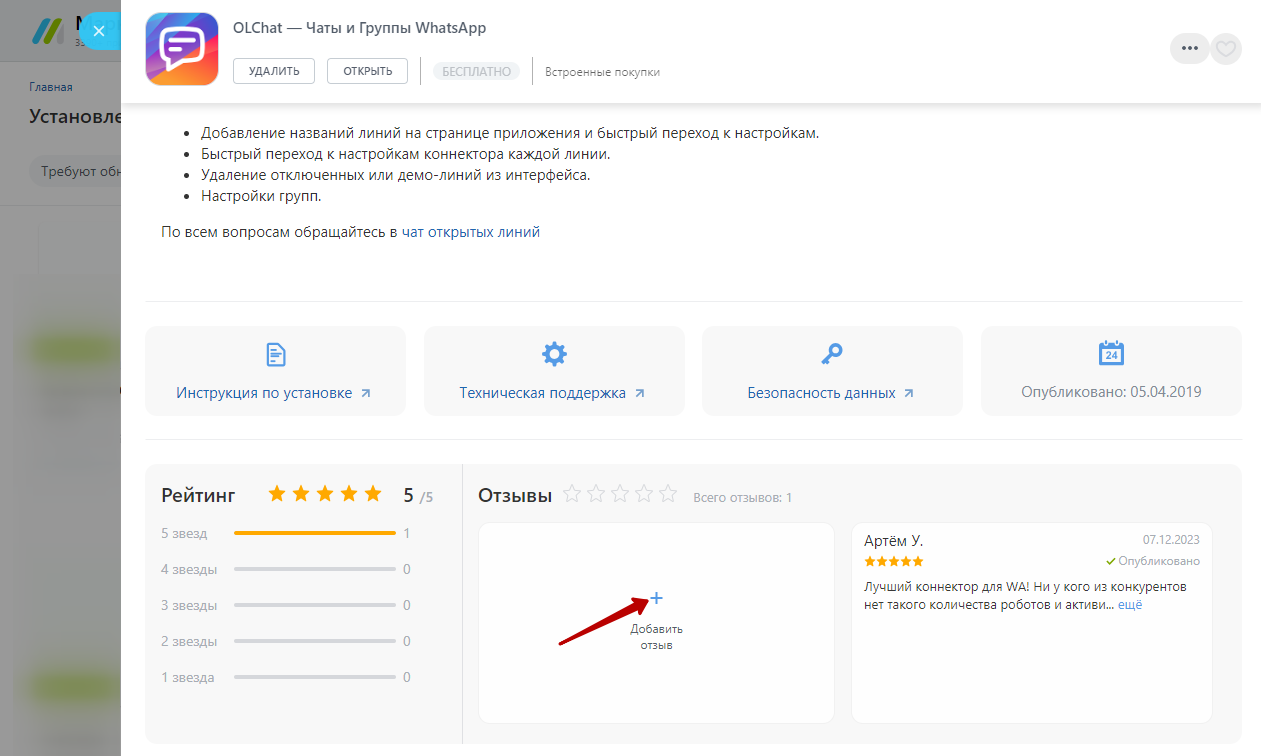 OLChat — Чаты и Группы WhatsApp
УДАЛИТЬ
ОТКРЫТЬ
БЕСПЛАТНО
Встроенные покупки
Главная
Установле
Требуют обн
Добавление названий линий на странице приложения и быстрый переход к настройкам.
Быстрый переход к настройкам коннектора каждой линии.
Удаление отключенных или демо-линий из интерфейса.
Настройки групп.
По всем вопросам обращайтесь в чат открытых линий
Инструкция по установке
Техническая поддержка
Безопасность данных
24
Опубликовано: 05.04.2019
Рейтинг
5 /5
5 звезд 1
4 звезды 0
3 звезды 0
2 звезды 0
1 звезда 0
Отзывы
Всего отзывов: 1
Добавить
отзыв
Артём У.
07.12.2023
Опубликовано
Лучший коннектор для WA! Ни у кого из конкурентов
нет такого количества роботов и активи... ещё